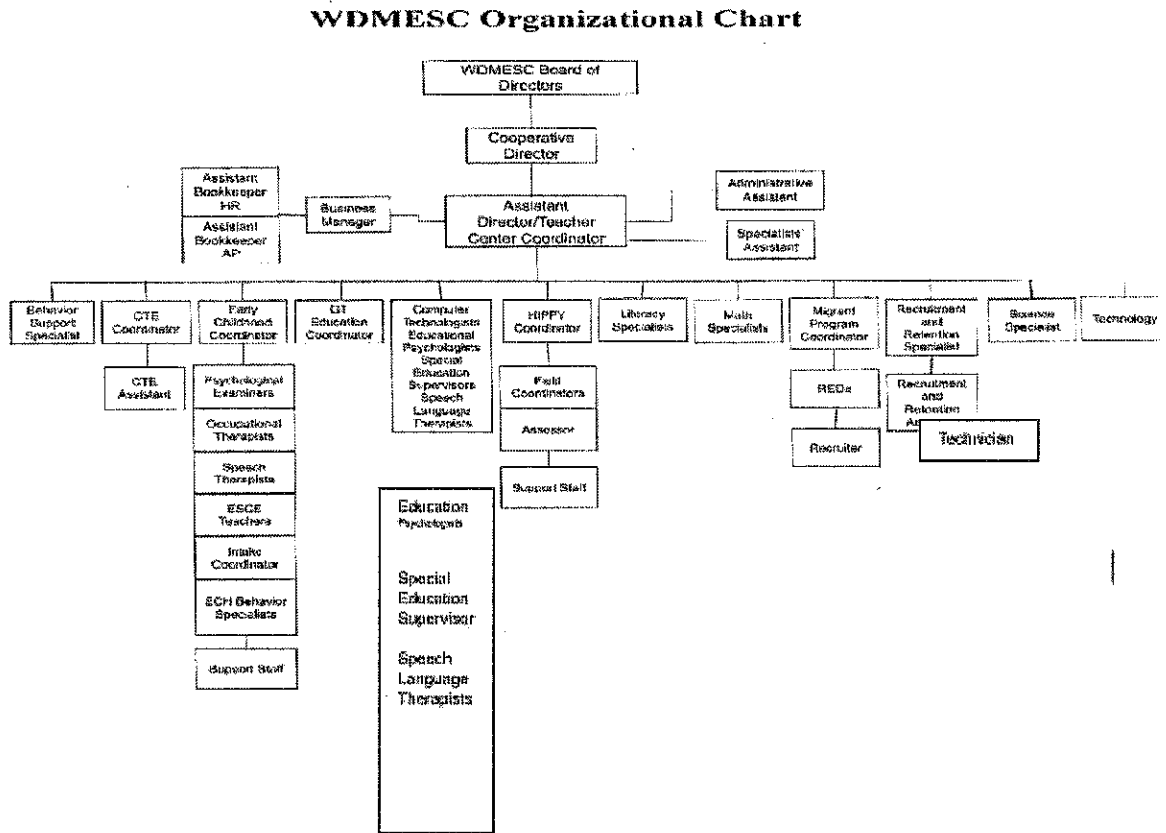 WDMESC Organizational Chart
WDMESC Board of
Directors
Cooperative
Director
Assistant
Bookkeeper
HR
Assistant
Bookkeeper
AP
Business
Manager
Assistant
Director/Teacher
Center Coordinator
Administrative
Assistant
Specialists
Assistant
Behavior
Support
Specialist
CTE
Coordinator
Early
Childhood
Coordinator
GT
Education
Coordinator
Computer
Technologists
Educational
Psychologists
Special
Education
Supervisors
Speech
Language
Therapists
HIPPY
Coordinator
Literacy
Specialists
Math
Specialists
Migrant
Program
Coordinator
Recruitment
and
Retention
Specialist
Science
Specialist
Technology
CTE
Assistant
Psychological
Examiners
Occupational
Therapists
Speech
Therapists
Teachers
Intake
Coordinator
ECH Behavior
Specialists
Support Staff
Field
Coordinators
Assessor
Support Staff
Recruiter
Recruitment
and
Retention
Technician
Education
Psychologists
Special
Education
Supervisor
Speech
Language
Therapists